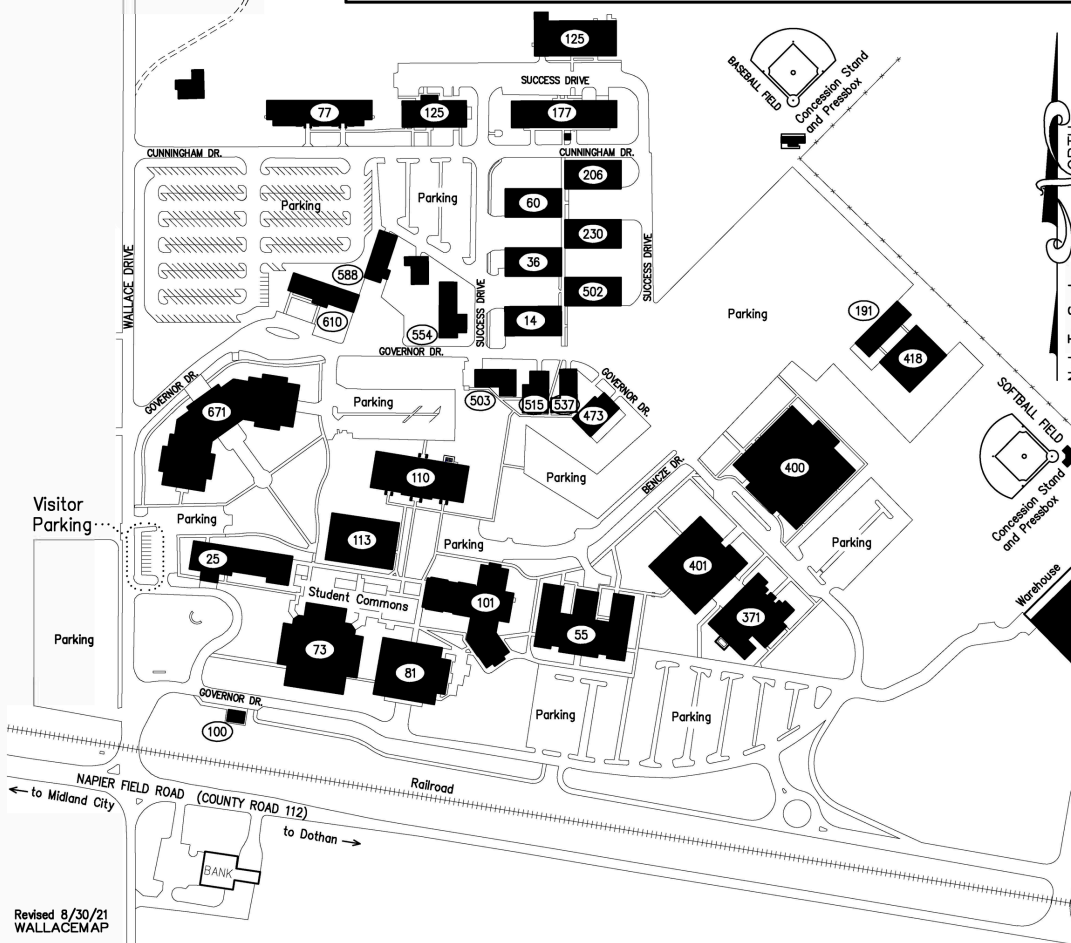 125
SUCCESS DRIVE
77
125
177
BASEBALL FIELD
Concession Stand
and Pressbox
CUNNINGHAM DR.
CUNNINGHAM DR.
206
Parking
Parking
60
230
36
588
WALLACE DRIVE
SUCCESS DRIVE
SUCCESS DRIVE
502
610
554
14
Parking
191
418
GOVERNOR DR.
GOVERNOR DR.
671
Parking
503
515
537
473
GOVERNOR DR.
SOFTBALL FIELD
Concession Stand
and Pressbox
400
110
Parking
BENCZE DR.
Visitor
Parking
Parking
113
Parking
Parking
25
401
Student Commons
101
371
Warehouse
Parking
73
55
81
GOVERNOR DR.
100
Parking
Parking
Railroad
NAPIER FIELD ROAD (COUNTY ROAD 112)
← to Midland City
to Dothan →
BANK
Revised 8/30/21
WALLACEMAP